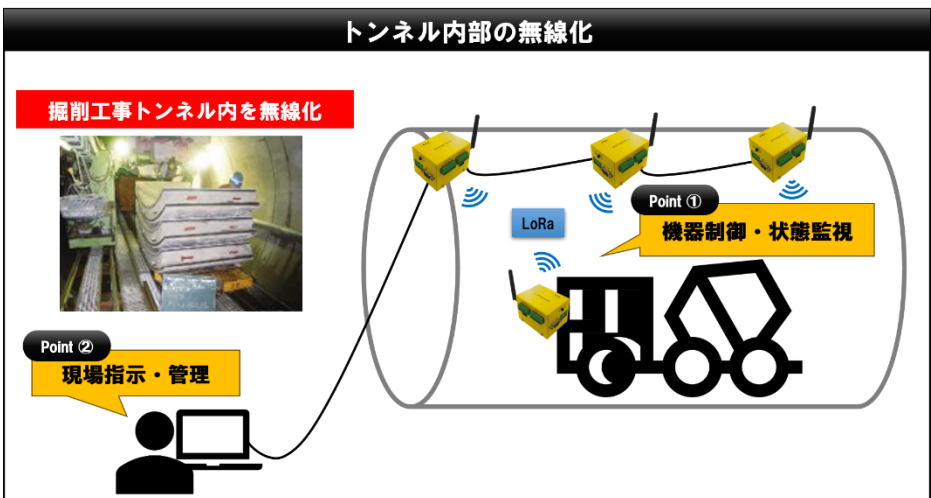 トンネル内部の無線化
掘削工事トンネル内を無線化
Point ①
機器制御・状態監視
LoRa
Point ②
現場指示・管理